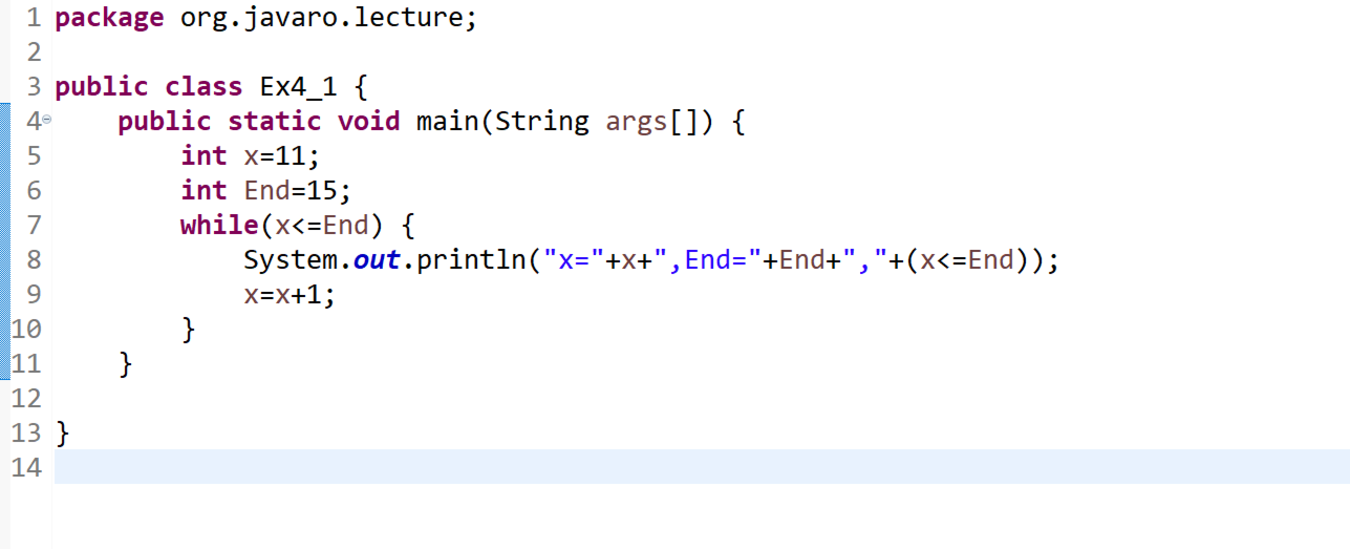 1 package org.javaro.lecture;
2
3 public class Ex4_1 {
4     public static void main(String args[]) {
5         int x=11;
6         int End=15;
7         while(x<=End) {
8             System.out.println("x="+x+",End="+End+","+(x<=End));
9             x=x+1;
10         }
11     }
12
13 }
14